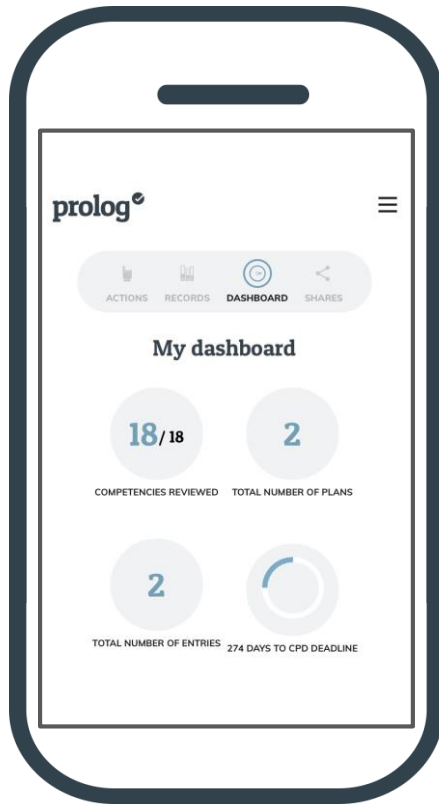 prolog
ACTIONS RECORDS DASHBOARD SHARES
My dashboard
18/ 18
2
COMPETENCIES REVIEWED TOTAL NUMBER OF PLANS
2
TOTAL NUMBER OF ENTRIES 274 DAYS TO CPD DEADLINE